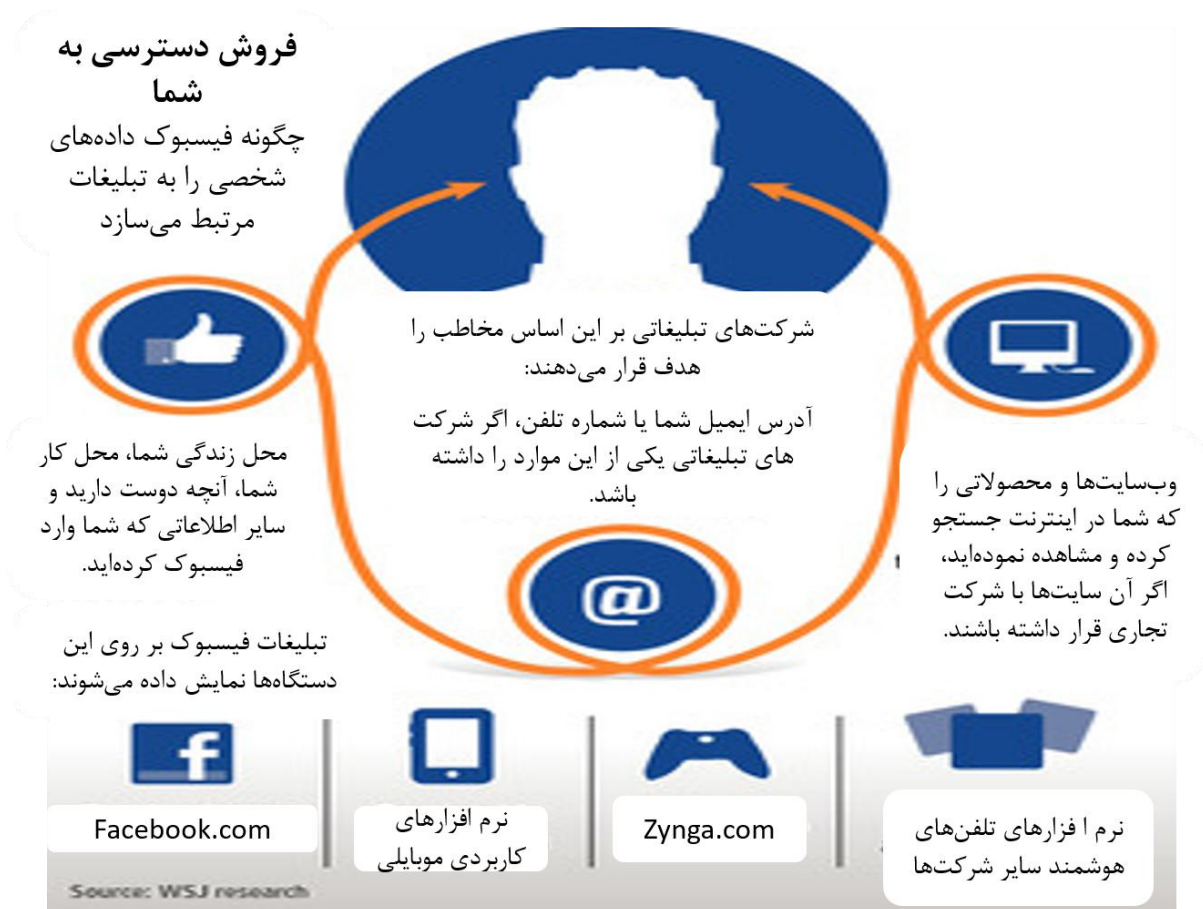 فروش دسترسی به
شما
چگونه فیسبوک داده‌های
شخصی را به تبلیغات
مرتبط می‌سازد
شرکت‌های تبلیغاتی بر این اساس مخاطب را
هدف قرار می‌دهند:
آدرس ایمیل شما یا شماره تلفن، اگر شرکت
های تبلیغاتی یکی از این موارد را داشته
باشد.
وب‌سایت‌ها و محصولاتی را
که شما در اینترنت جستجو
کرده و مشاهده نموده‌اید،
اگر آن سایت‌ها با شرکت
تجاری قرار داشته باشند.
محل زندگی شما، محل کار
شما، آنچه دوست دارید و
سایر اطلاعاتی که شما وارد
فیسبوک کرده‌اید.
@
تبلیغات فیسبوک بر روی این
دستگاه‌ها نمایش داده می‌شوند:
f
Facebook.com
نرم افزارهای
کاربردی موبایلی
Zynga.com
نرم ا فزارهای تلفن‌های
هوشمند سایر شرکت‌ها
Source: WSJ research